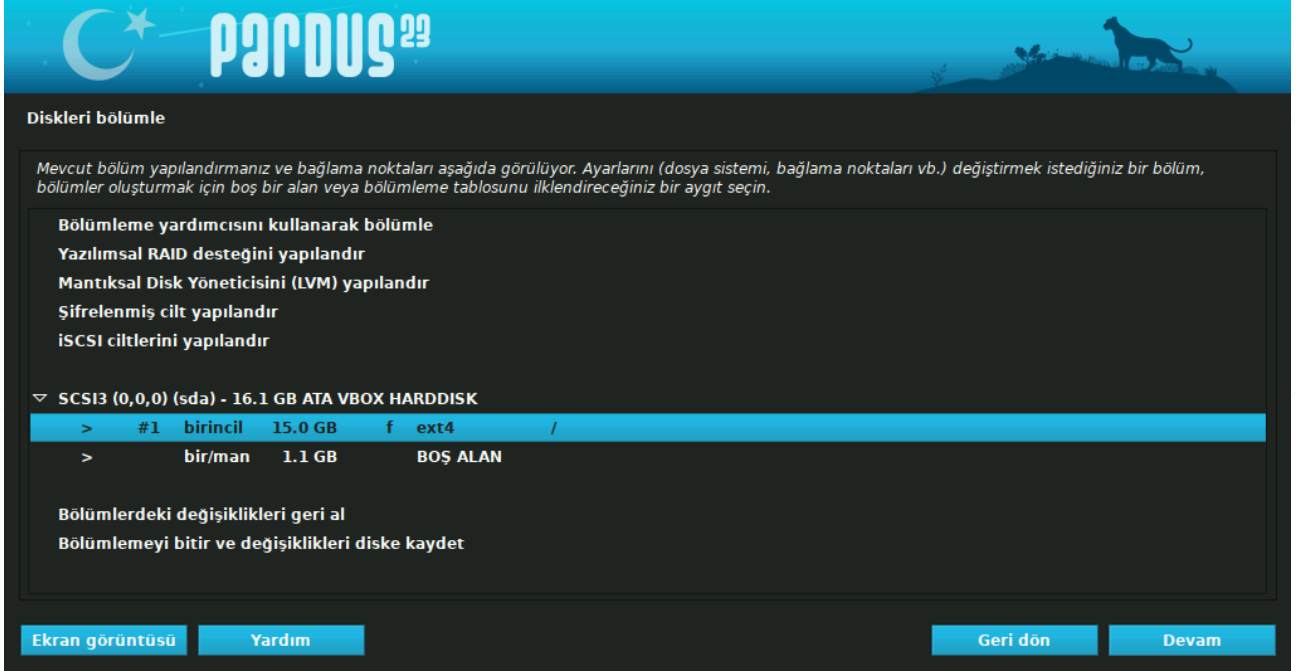 Pardus 23
Diskleri bölümle
Mevcut bölüm yapılandırmanız ve bağlama noktaları aşağıda görülüyor. Ayarlarını (dosya sistemi, bağlama noktaları vb.) değiştirmek istediğiniz bir bölüm,
bölümler oluşturmak için boş bir alan veya bölümleme tablosunu ilklendireceğiniz bir aygıt seçin.
Bölümleme yardımcısını kullanarak bölümle
Yazılımsal RAID desteğini yapılandır
Mantıksal Disk Yöneticisini (LVM) yapılandır
Şifrelenmiş cilt yapılandır
iSCSI ciltlerini yapılandır
SCSI3 (0,0,0) (sda) - 16.1 GB ATA VBOX HARDDISK
> #1 birincil 15.0 GB f ext4 /
> bir/man 1.1 GB BOŞ ALAN
Bölümlerdeki değişiklikleri geri al
Bölümlemeyi bitir ve değişiklikleri diske kaydet
Ekran görüntüsü Yardım Geri dön Devam